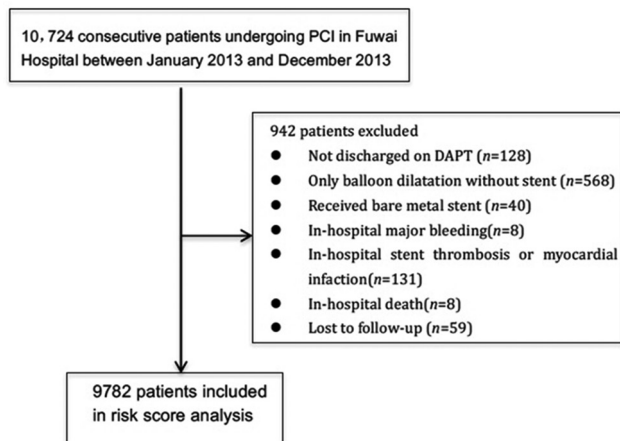 10，724 consecutive patients undergoing PCI in Fuwai
Hospital between January 2013 and December 2013
942 patients excluded
● Not discharged on DAPT (n=128)
● Only balloon dilatation without stent (n=568)
● Received bare metal stent (n=40)
● In-hospital major bleeding(n=8)
● In-hospital stent thrombosis or myocardial
infaction(n=131)
● In-hospital death(n=8)
● Lost to follow-up (n=59)
9782 patients included
in risk score analysis